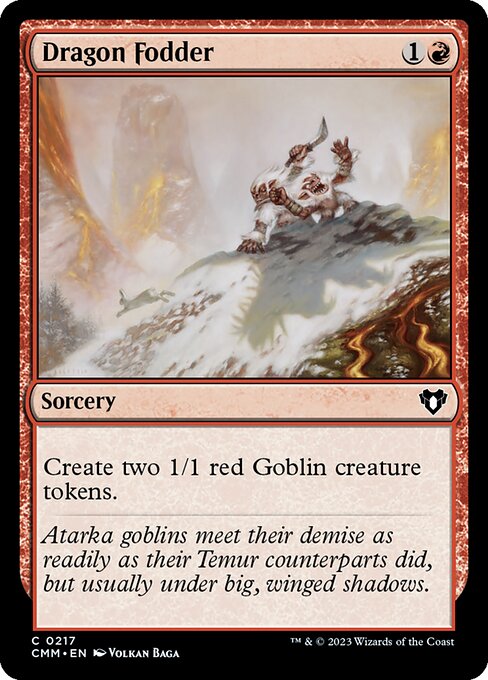 Dragon Fodder 1
Sorcery
Create two 1/1 red Goblin creature
tokens.
Atarka goblins meet their demise as
readily as their Temur counterparts did,
but usually under big, winged shadows.
C 0217
™ & © 2023 Wizards of the Coast
CMM • EN Volkan Baga